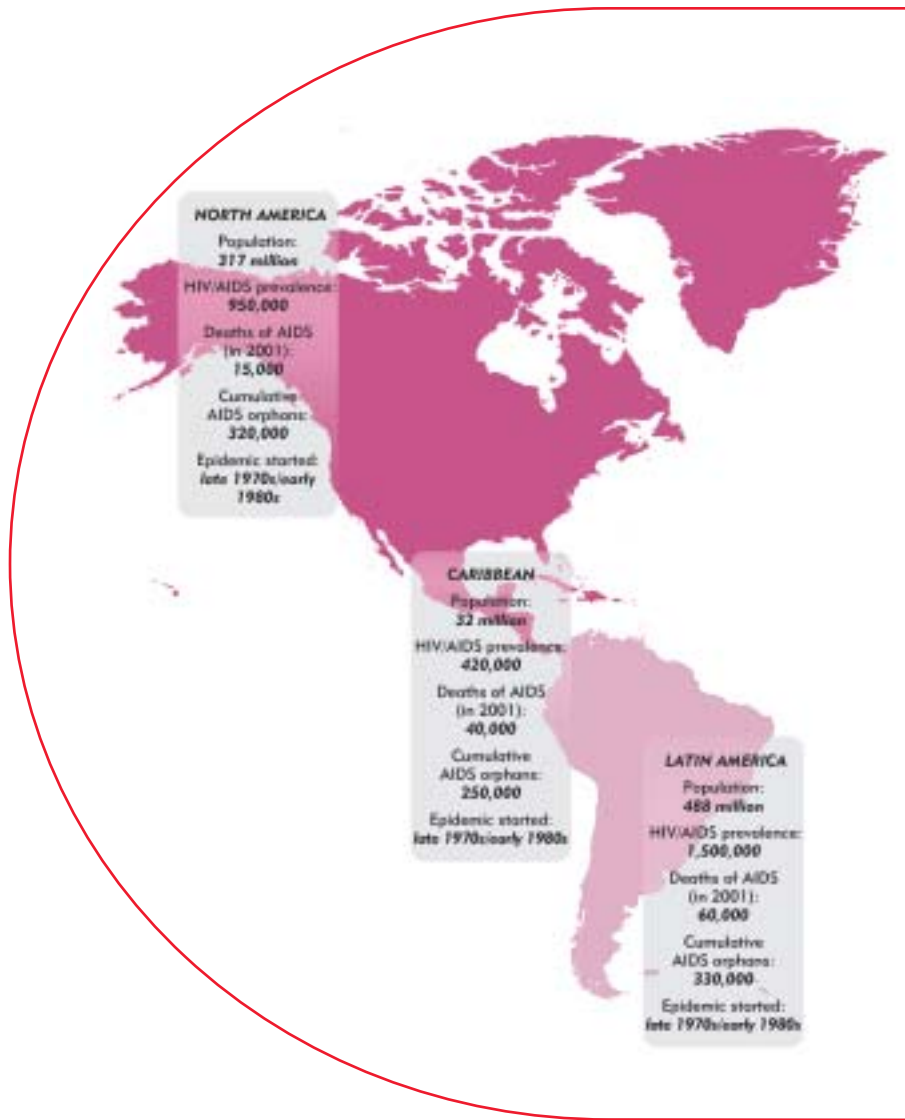 NORTH AMERICA
Population:
317 million
HIV/AIDS prevalence:
950,000
Deaths of AIDS
(in 2001):
15,000
Cumulative
AIDS orphans:
320,000
Epidemic started:
late 1970s/early
1980s
CARIBBEAN
Population:
32 million
HIV/AIDS prevalence:
420,000
Deaths of AIDS
(in 2001):
40,000
Cumulative
AIDS orphans:
250,000
Epidemic started:
late 1970s/early 1980s
LATIN AMERICA
Population:
488 million
HIV/AIDS prevalence:
1,500,000
Deaths of AIDS
(in 2001):
60,000
Cumulative
AIDS orphans:
330,000
Epidemic started:
late 1970s/early 1980s